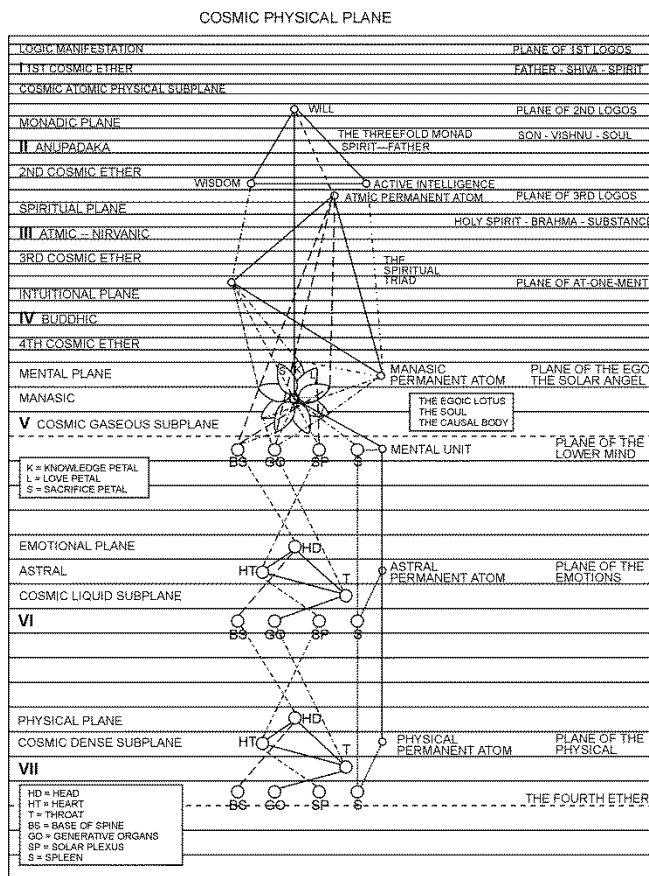 COSMIC PHYSICAL PLANE
LOGIC MANIFESTATION
PLANE OF 1ST LOGOS
I 1ST COSMIC ETHER
FATHER - SHIVA - SPIRIT
COSMIC ATOMIC PHYSICAL SUBPLANE
WILL
PLANE OF 2ND LOGOS
MONADIC PLANE
THE THREEFOLD MONAD
SPIRIT—FATHER
SON - VISHNU - SOUL
II ANUPADAKA
2ND COSMIC ETHER
WISDOM
ACTIVE INTELLIGENCE
ATMIC PERMANENT ATOM
PLANE OF 3RD LOGOS
SPIRITUAL PLANE
HOLY SPIRIT - BRAHMA - SUBSTANCE
III ATMIC -- NIRVANIC
3RD COSMIC ETHER
THE
SPIRITUAL
TRIAD
INTUITIONAL PLANE
PLANE OF AT-ONE-MENT
IV BUDDHIC
4TH COSMIC ETHER
MENTAL PLANE
S K L
MANASIC
PERMANENT ATOM
PLANE OF THE EGO
THE SOLAR ANGEL
MANASIC
THE EGOIC LOTUS
THE SOUL
THE CAUSAL BODY
V COSMIC GASEOUS SUBPLANE
BS GO SP S
MENTAL UNIT
PLANE OF THE
LOWER MIND
K = KNOWLEDGE PETAL
L = LOVE PETAL
S = SACRIFICE PETAL
EMOTIONAL PLANE
HD
ASTRAL
HT
T
ASTRAL
PERMANENT ATOM
PLANE OF THE
EMOTIONS
COSMIC LIQUID SUBPLANE
VI
BS GO SP S
PHYSICAL PLANE
HD
COSMIC DENSE SUBPLANE
HT
T
PHYSICAL
PERMANENT ATOM
PLANE OF THE
PHYSICAL
VII
BS GO SP S
THE FOURTH ETHER
HD = HEAD
HT = HEART
T = THROAT
BS = BASE OF SPINE
GO = GENERATIVE ORGANS
SP = SOLAR PLEXUS
S = SPLEEN